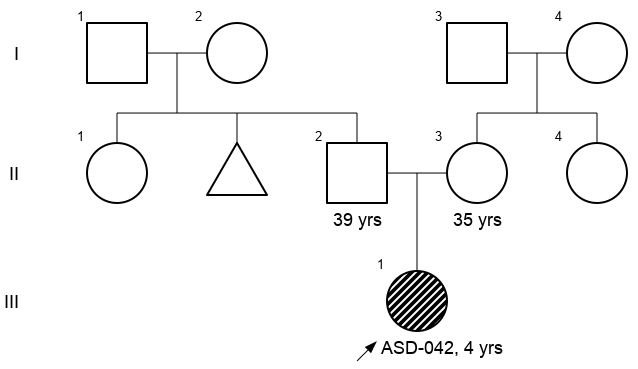 I 1 2 3 4
II 1 2 3 4
39 yrs 35 yrs
III 1
ASD-042, 4 yrs